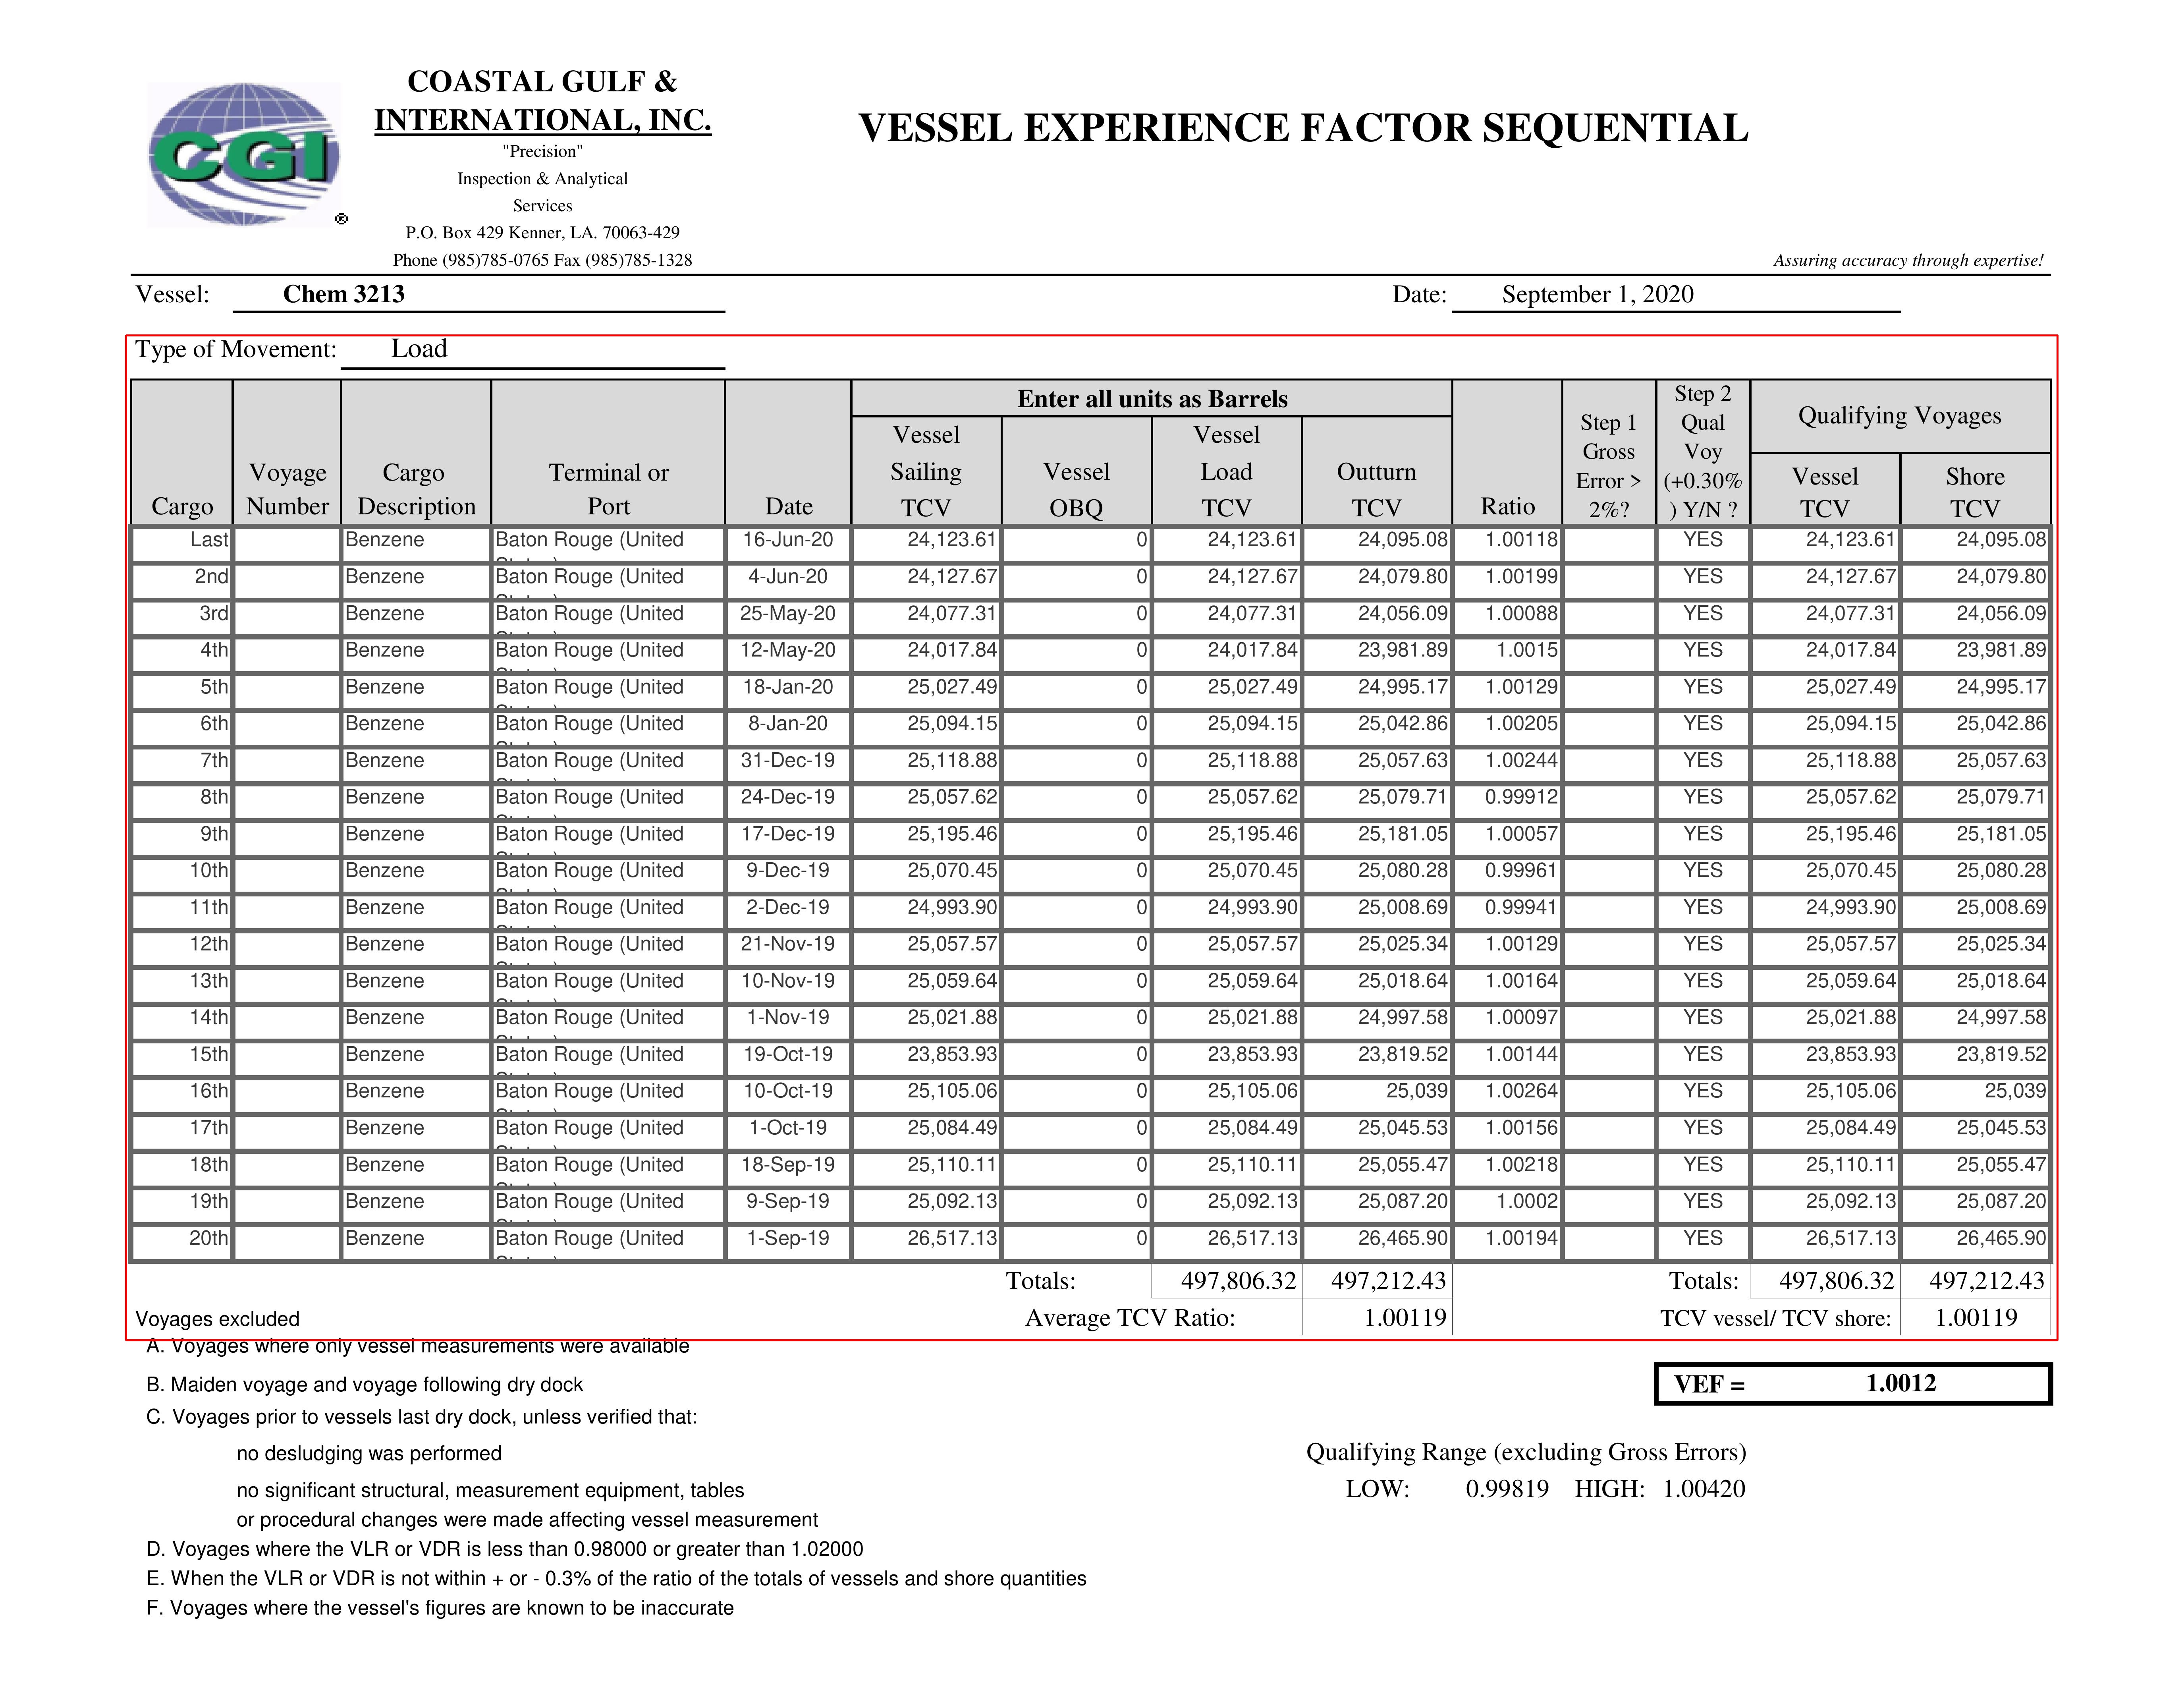 CGI
®
COASTAL GULF &
INTERNATIONAL, INC.
"Precision"
Inspection & Analytical
Services
P.O. Box 429 Kenner, LA. 70063-429
Phone (985)785-0765 Fax (985)785-1328
VESSEL EXPERIENCE FACTOR SEQUENTIAL
Assuring accuracy through expertise!
Vessel: Chem 3213 Date: September 1, 2020
Type of Movement: Load
Cargo Voyage Number Cargo Description Terminal or Port Date Enter all units as Barrels Vessel Sailing TCV Vessel OBQ Vessel Load TCV Outturn TCV Ratio Step 1 Gross Error > 2%? Step 2 Qual Voy (+0.30% ) Y/N ? Qualifying Voyages Vessel TCV Shore TCV
Last Benzene Baton Rouge (United 16-Jun-20 24,123.61 0 24,123.61 24,095.08 1.00118 YES 24,123.61 24,095.08
2nd Benzene Baton Rouge (United 4-Jun-20 24,127.67 0 24,127.67 24,079.80 1.00199 YES 24,127.67 24,079.80
3rd Benzene Baton Rouge (United 25-May-20 24,077.31 0 24,077.31 24,056.09 1.00088 YES 24,077.31 24,056.09
4th Benzene Baton Rouge (United 12-May-20 24,017.84 0 24,017.84 23,981.89 1.0015 YES 24,017.84 23,981.89
5th Benzene Baton Rouge (United 18-Jan-20 25,027.49 0 25,027.49 24,995.17 1.00129 YES 25,027.49 24,995.17
6th Benzene Baton Rouge (United 8-Jan-20 25,094.15 0 25,094.15 25,042.86 1.00205 YES 25,094.15 25,042.86
7th Benzene Baton Rouge (United 31-Dec-19 25,118.88 0 25,118.88 25,057.63 1.00244 YES 25,118.88 25,057.63
8th Benzene Baton Rouge (United 24-Dec-19 25,057.62 0 25,057.62 25,079.71 0.99912 YES 25,057.62 25,079.71
9th Benzene Baton Rouge (United 17-Dec-19 25,195.46 0 25,195.46 25,181.05 1.00057 YES 25,195.46 25,181.05
10th Benzene Baton Rouge (United 9-Dec-19 25,070.45 0 25,070.45 25,080.28 0.99961 YES 25,070.45 25,080.28
11th Benzene Baton Rouge (United 2-Dec-19 24,993.90 0 24,993.90 25,008.69 0.99941 YES 24,993.90 25,008.69
12th Benzene Baton Rouge (United 21-Nov-19 25,057.57 0 25,057.57 25,025.34 1.00129 YES 25,057.57 25,025.34
13th Benzene Baton Rouge (United 10-Nov-19 25,059.64 0 25,059.64 25,018.64 1.00164 YES 25,059.64 25,018.64
14th Benzene Baton Rouge (United 1-Nov-19 25,021.88 0 25,021.88 24,997.58 1.00097 YES 25,021.88 24,997.58
15th Benzene Baton Rouge (United 19-Oct-19 23,853.93 0 23,853.93 23,819.52 1.00144 YES 23,853.93 23,819.52
16th Benzene Baton Rouge (United 10-Oct-19 25,105.06 0 25,105.06 25,039 1.00264 YES 25,105.06 25,039
17th Benzene Baton Rouge (United 1-Oct-19 25,084.49 0 25,084.49 25,045.53 1.00156 YES 25,084.49 25,045.53
18th Benzene Baton Rouge (United 18-Sep-19 25,110.11 0 25,110.11 25,055.47 1.00218 YES 25,110.11 25,055.47
19th Benzene Baton Rouge (United 9-Sep-19 25,092.13 0 25,092.13 25,087.20 1.0002 YES 25,092.13 25,087.20
20th Benzene Baton Rouge (United 1-Sep-19 26,517.13 0 26,517.13 26,465.90 1.00194 YES 26,517.13 26,465.90
Totals: 497,806.32 497,212.43 Totals: 497,806.32 497,212.43
Voyages excluded Average TCV Ratio: 1.00119 TCV vessel/ TCV shore: 1.00119
A. Voyages where only vessel measurements were available
B. Maiden voyage and voyage following dry dock
VEF = 1.0012
C. Voyages prior to vessels last dry dock, unless verified that:
no desludging was performed
Qualifying Range (excluding Gross Errors)
no significant structural, measurement equipment, tables
LOW: 0.99819 HIGH: 1.00420
or procedural changes were made affecting vessel measurement
D. Voyages where the VLR or VDR is less than 0.98000 or greater than 1.02000
E. When the VLR or VDR is not within + or - 0.3% of the ratio of the totals of vessels and shore quantities
F. Voyages where the vessel's figures are known to be inaccurate